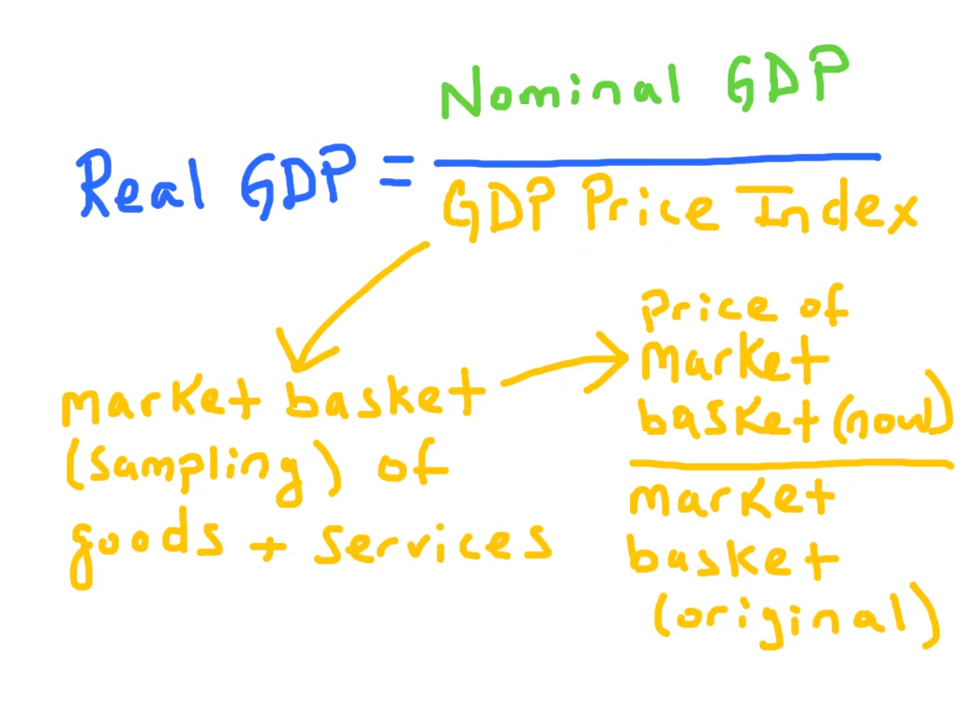 Nominal GDP
Real GDP =
GDP Price Index
market basket
(sampling) of
goods + services
price of
market
basket (now)
market
basket
(original)